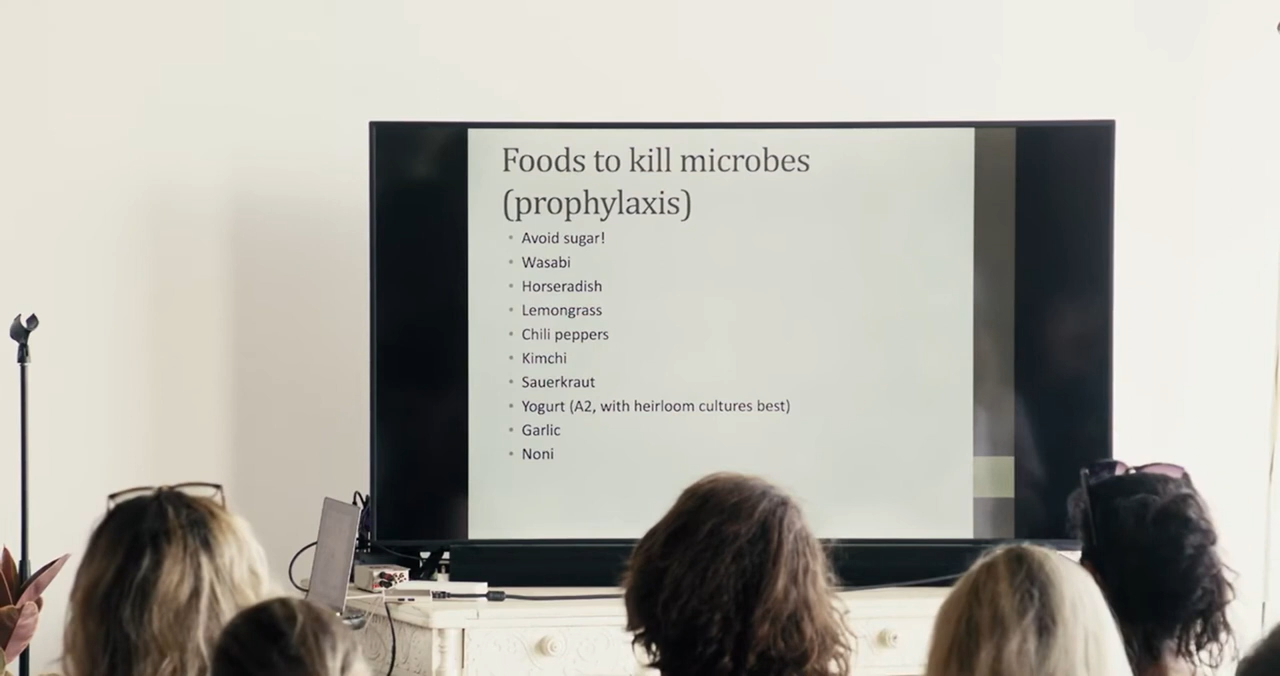 Foods to kill microbes
(prophylaxis)
• Avoid sugar!
• Wasabi
• Horseradish
• Lemongrass
• Chili peppers
• Kimchi
• Sauerkraut
• Yogurt (A2, with heirloom cultures best)
• Garlic
• Noni